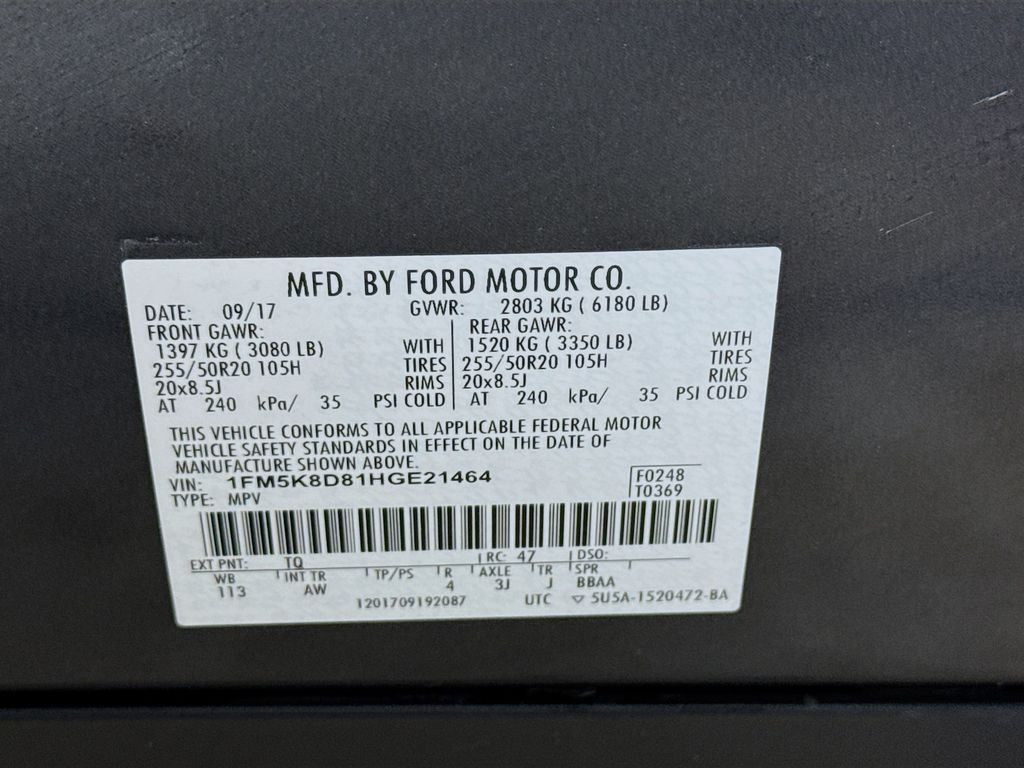 MFD. BY FORD MOTOR CO.
DATE: 09/17 GVWR: 2803 KG ( 6180 LB)
FRONT GAWR: REAR GAWR:
1397 KG ( 3080 LB) WITH 1520 KG ( 3350 LB) WITH
255/50R20 105H TIRES 255/50R20 105H TIRES
20x8.5J RIMS 20x8.5J RIMS
AT 240 kPa/ 35 PSI COLD AT 240 kPa/ 35 PSI COLD
THIS VEHICLE CONFORMS TO ALL APPLICABLE FEDERAL MOTOR
VEHICLE SAFETY STANDARDS IN EFFECT ON THE DATE OF
MANUFACTURE SHOWN ABOVE.
VIN: 1FM5K8D81HGE21464 F0248
TYPE: MPV T0369
EXT PNT: TQ RC: 47 DSO:
WB INT TR TP/PS R AXLE TR SPR
113 AW 4 3J J BBAA
1201709192087 UTC ▽ 5U5A-1520472-BA